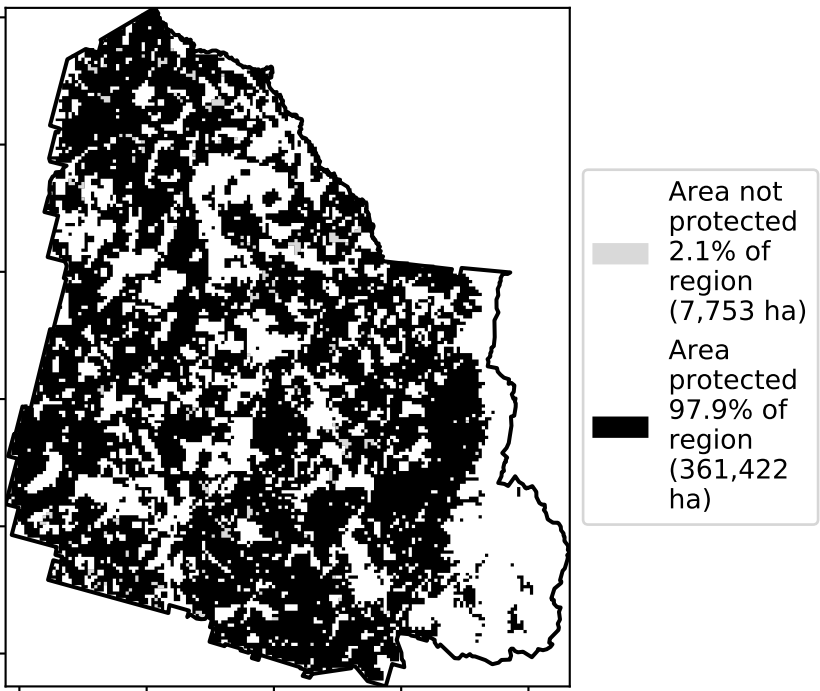 Area not
protected
2.1% of
region
(7,753 ha)
Area
protected
97.9% of
region
(361,422
ha)